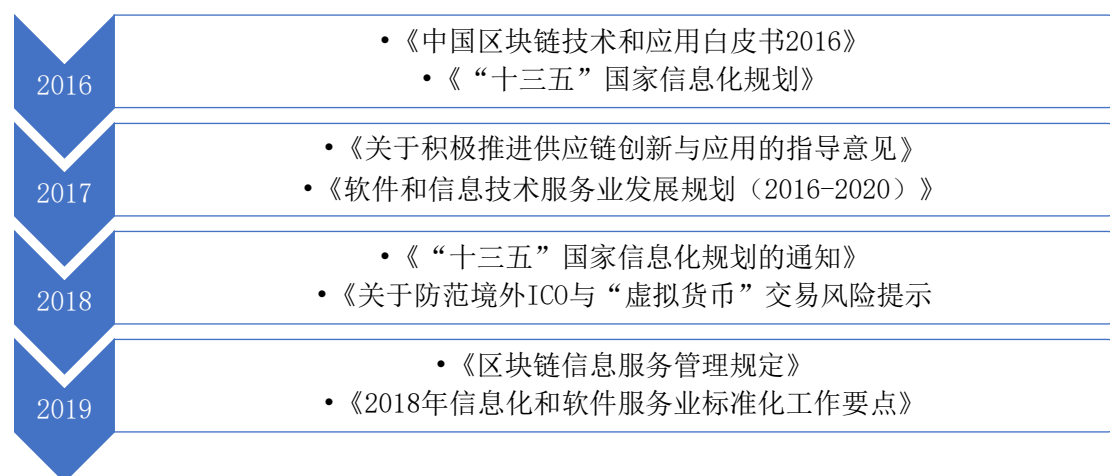 2016
•《中国区块链技术和应用白皮书2016》
•《“十三五”国家信息化规划》
2017
•《关于积极推进供应链创新与应用的指导意见》
•《软件和信息技术服务业发展规划（2016-2020）》
2018
•《“十三五”国家信息化规划的通知》
•《关于防范境外ICO与“虚拟货币”交易风险提示
2019
•《区块链信息服务管理规定》
•《2018年信息化和软件服务业标准化工作要点》